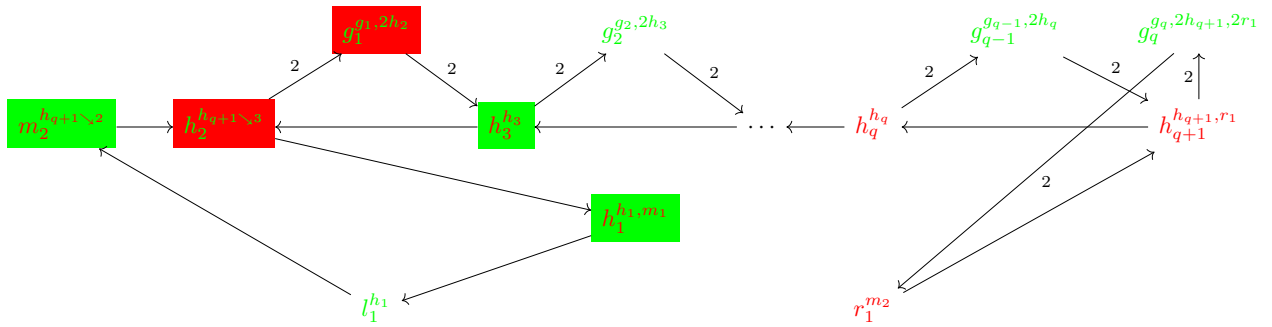 g_1^{g_1,2h_2} g_2^{g_2,2h_3} g_{q-1}^{g_{q-1},2h_q} g_q^{g_q,2h_{q+1},2r_1}
2 2 2 2 2 2 2
m_2^{h_{q+1}↘2} h_2^{h_{q+1}↘3} h_3^{h_3} ⋯ h_q^{h_q} h_{q+1}^{h_{q+1},r_1}
2
h_1^{h_1,m_1}
l_1^{h_1} r_1^{m_2}